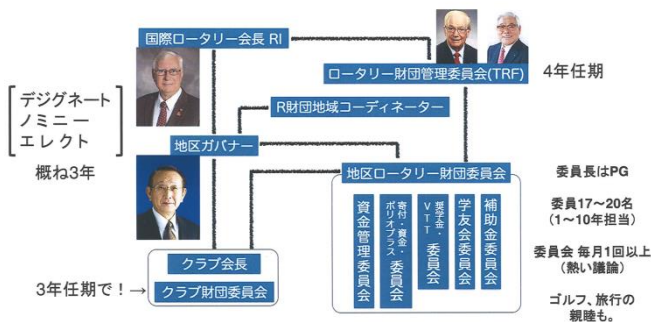 国際ロータリー会長 RI
ロータリー財団管理委員会(TRF)
4年任期
デジグネート
ノミニー
エレクト
概ね3年
R財団地域コーディネーター
地区ガバナー
地区ロータリー財団委員会
資金管理委員会
寄付・資金・
ポリオプラス 委員会
奨学金・
VTT 委員会
学友会委員会
補助金委員会
委員長はPG
委員17〜20名
(1〜10年担当)
委員会 毎月1回以上
(熱い議論)
ゴルフ、旅行の
親睦も。
クラブ会長
3年任期で！→
クラブ財団委員会